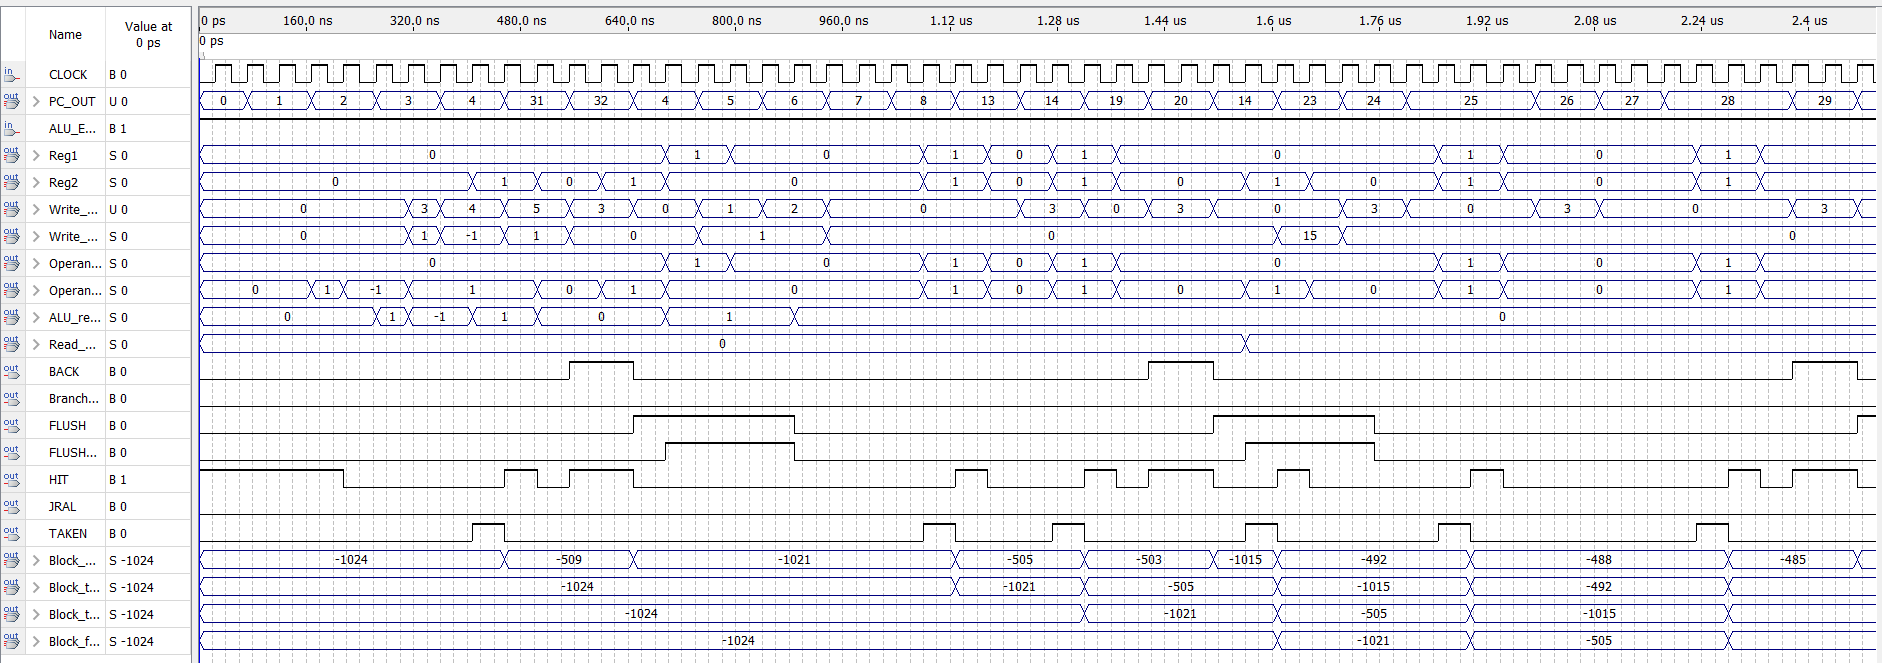 Name Value at 0 ps
0 ps 160.0 ns 320.0 ns 480.0 ns 640.0 ns 800.0 ns 960.0 ns 1.12 us 1.28 us 1.44 us 1.6 us 1.76 us 1.92 us 2.08 us 2.24 us 2.4 us
0 ps
in CLOCK B 0
out PC_OUT U 0 0 1 2 3 4 31 32 4 5 6 7 8 13 14 19 20 14 23 24 25 26 27 28 29
in ALU_E... B 1
out Reg1 S 0 0 1 0 1 0 1 0 1 0 1
out Reg2 S 0 0 1 0 1 0 1 0 1 0 1 0 1 0 1
out Write_... U 0 0 3 4 5 3 0 1 2 0 3 0 3 0 3 0 3 0 3
out Write_... S 0 0 1 -1 1 0 1 0 15 0
out Operan... S 0 0 1 0 1 0 1 0 1 0 1
out Operan... S 0 0 1 -1 1 0 1 0 1 0 1 0 1 0 1 0 1
out ALU_re... S 0 0 1 -1 1 0 1 0
out Read_... S 0 0
out BACK B 0
out Branch... B 0
out FLUSH B 0
out FLUSH... B 0
out HIT B 1
out JRAL B 0
out TAKEN B 0
out Block_... S -1024 -1024 -509 -1021 -505 -503 -1015 -492 -488 -485
out Block_t... S -1024 -1024 -1021 -505 -1015 -492
out Block_t... S -1024 -1024 -1021 -505 -1015
out Block_f... S -1024 -1024 -1021 -505